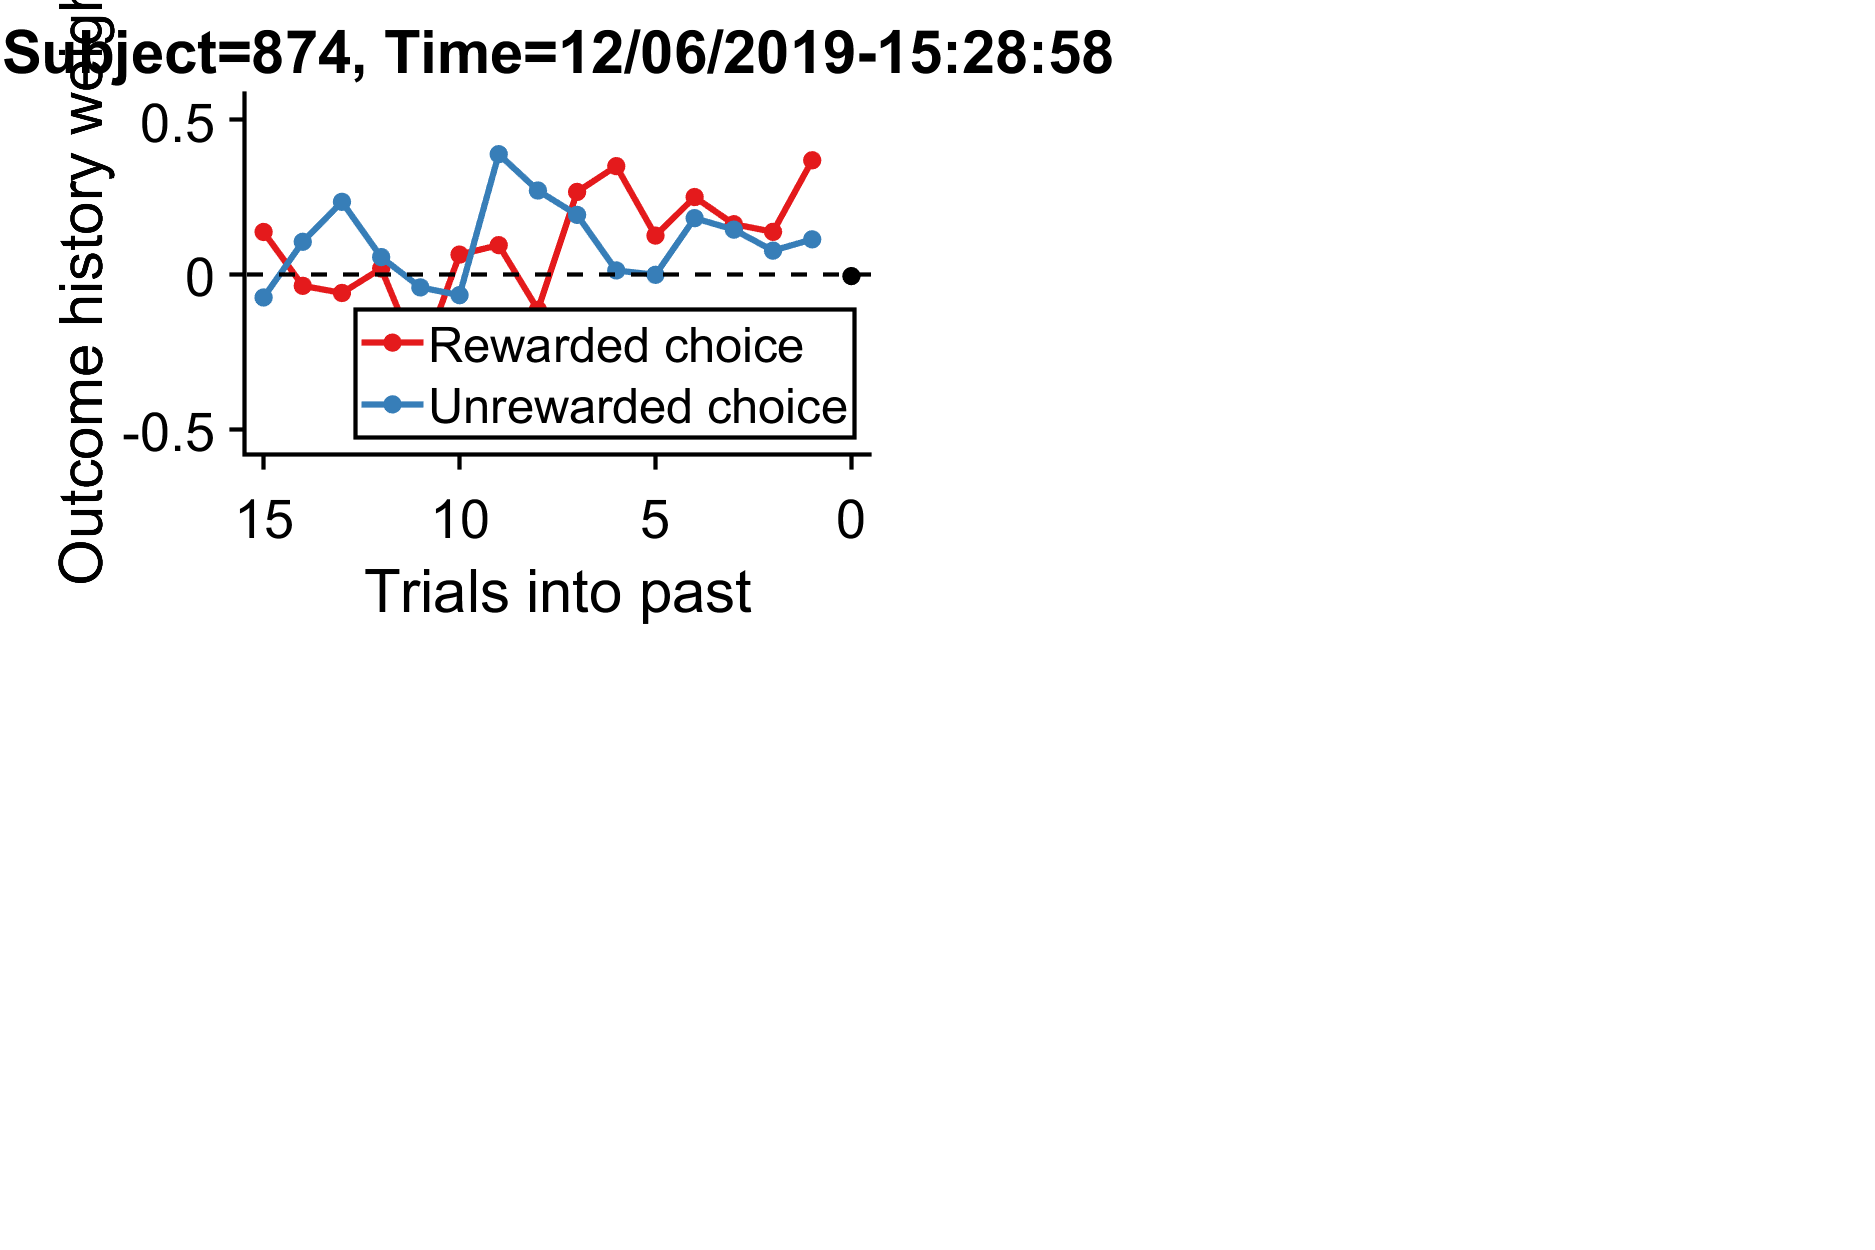 Subject=874, Time=12/06/2019-15:28:58
Outcome history
0.5
0
-0.5
Rewarded choice
Unrewarded choice
15 10 5 0
Trials into past